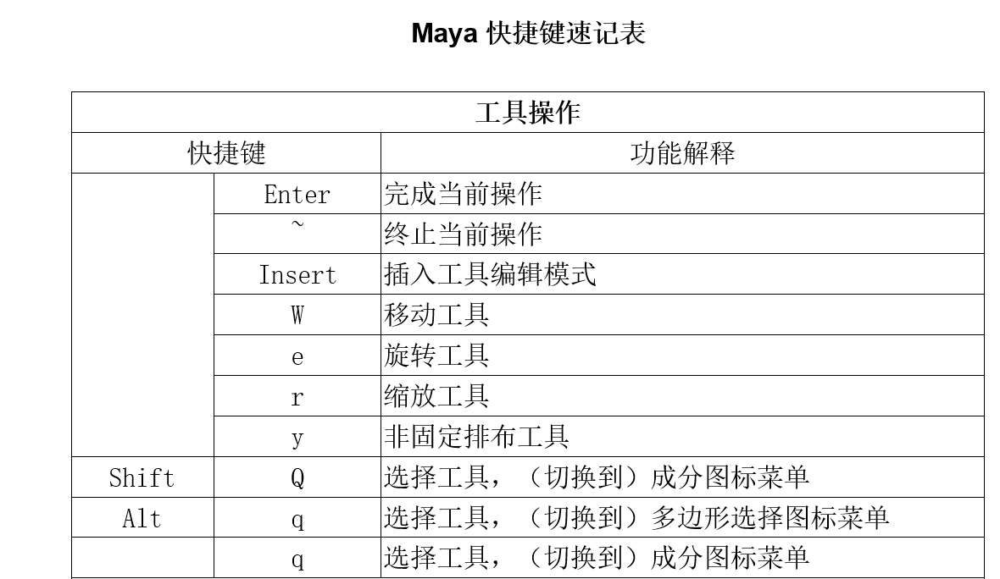 Maya 快捷键速记表
工具操作
快捷键 功能解释
Enter 完成当前操作
~ 终止当前操作
Insert 插入工具编辑模式
W 移动工具
e 旋转工具
r 缩放工具
y 非固定排布工具
Shift Q 选择工具，（切换到）成分图标菜单
Alt q 选择工具，（切换到）多边形选择图标菜单
q 选择工具，（切换到）成分图标菜单